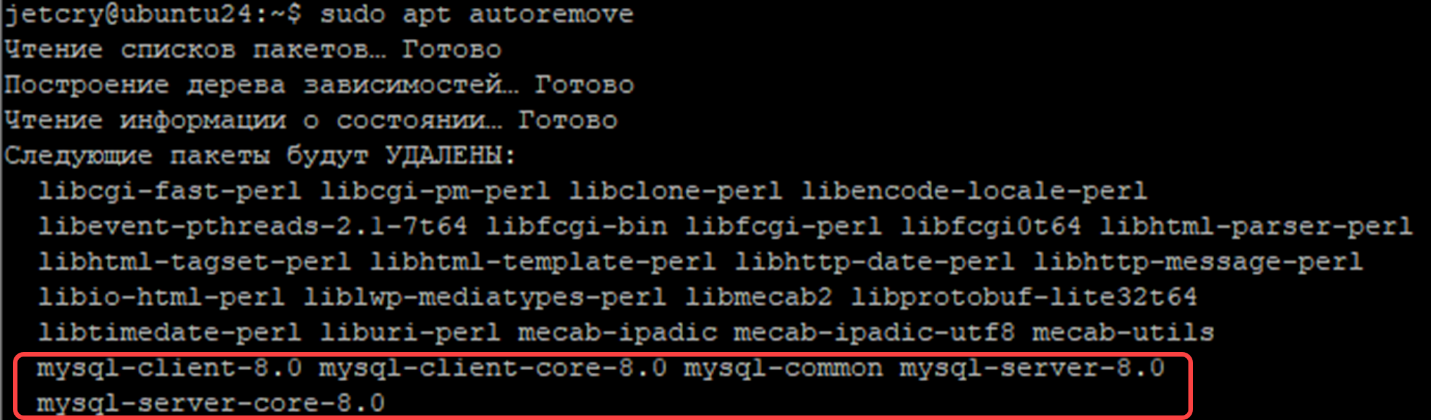 jetcry@ubuntu24:~$ sudo apt autoremove
Чтение списков пакетов… Готово
Построение дерева зависимостей… Готово
Чтение информации о состоянии… Готово
Следующие пакеты будут УДАЛЕНЫ:
libcgi-fast-perl libcgi-pm-perl libclone-perl libencode-locale-perl
libevent-pthreads-2.1-7t64 libfcgi-bin libfcgi-perl libfcgi0t64 libhtml-parser-perl
libhtml-tagset-perl libhtml-template-perl libhttp-date-perl libhttp-message-perl
libio-html-perl liblwp-mediatypes-perl libmecab2 libprotobuf-lite32t64
libtimedate-perl liburi-perl mecab-ipadic mecab-ipadic-utf8 mecab-utils
mysql-client-8.0 mysql-client-core-8.0 mysql-common mysql-server-8.0
mysql-server-core-8.0